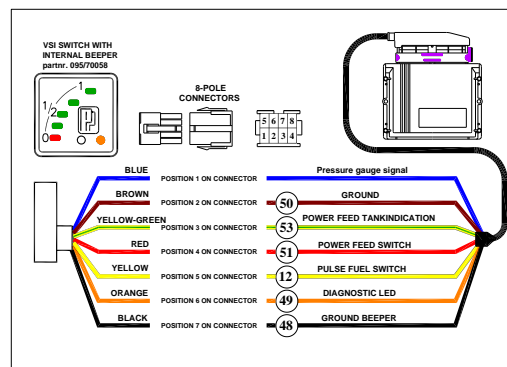 VSI SWITCH WITH
INTERNAL BEEPER
partnr. 09570058
1
1/2
0
8-POLE
CONNECTORS
5 6 7 8
1 2 3 4
BLUE POSITION 1 ON CONNECTOR Pressure gauge signal
BROWN POSITION 2 ON CONNECTOR 50 GROUND
YELLOW-GREEN POSITION 3 ON CONNECTOR 53 POWER FEED TANKINDICATION
RED POSITION 4 ON CONNECTOR 51 POWER FEED SWITCH
YELLOW POSITION 5 ON CONNECTOR 12 PULSE FUEL SWITCH
ORANGE POSITION 6 ON CONNECTOR 49 DIAGNOSTIC LED
BLACK POSITION 7 ON CONNECTOR 48 GROUND BEEPER